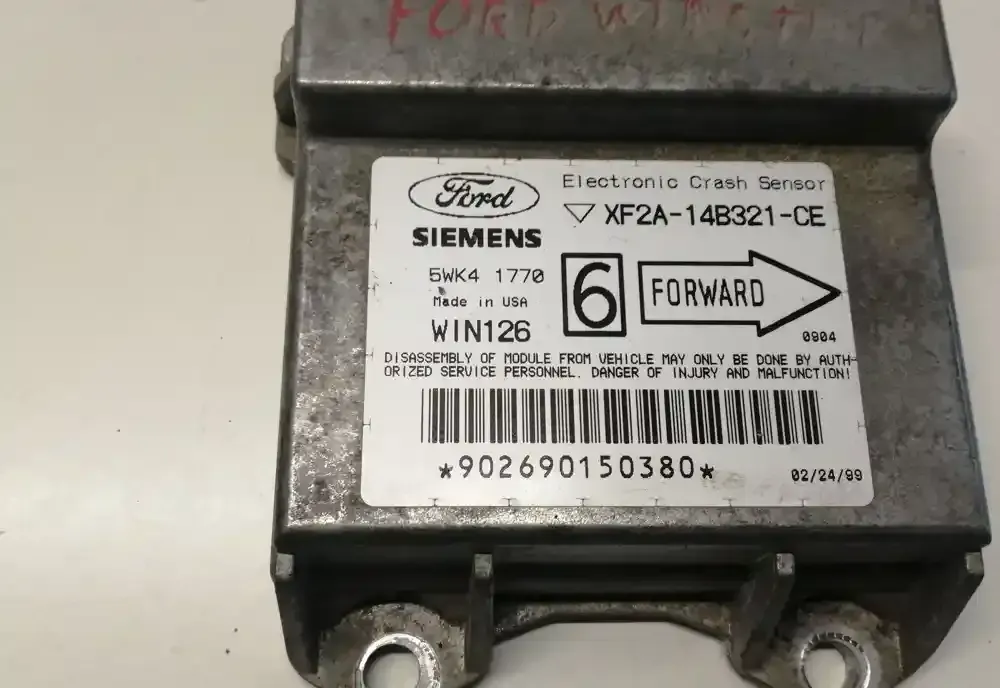 FORD WIN
Ford
Electronic Crash Sensor
XF2A-14B321-CE
SIEMENS
5WK4 1770
Made in USA
WIN126
6
FORWARD
0904
DISASSEMBLY OF MODULE FROM VEHICLE MAY ONLY BE DONE BY AUTH-
ORIZED SERVICE PERSONNEL. DANGER OF INJURY AND MALFUNCTION!
*902690150380*
02/24/99